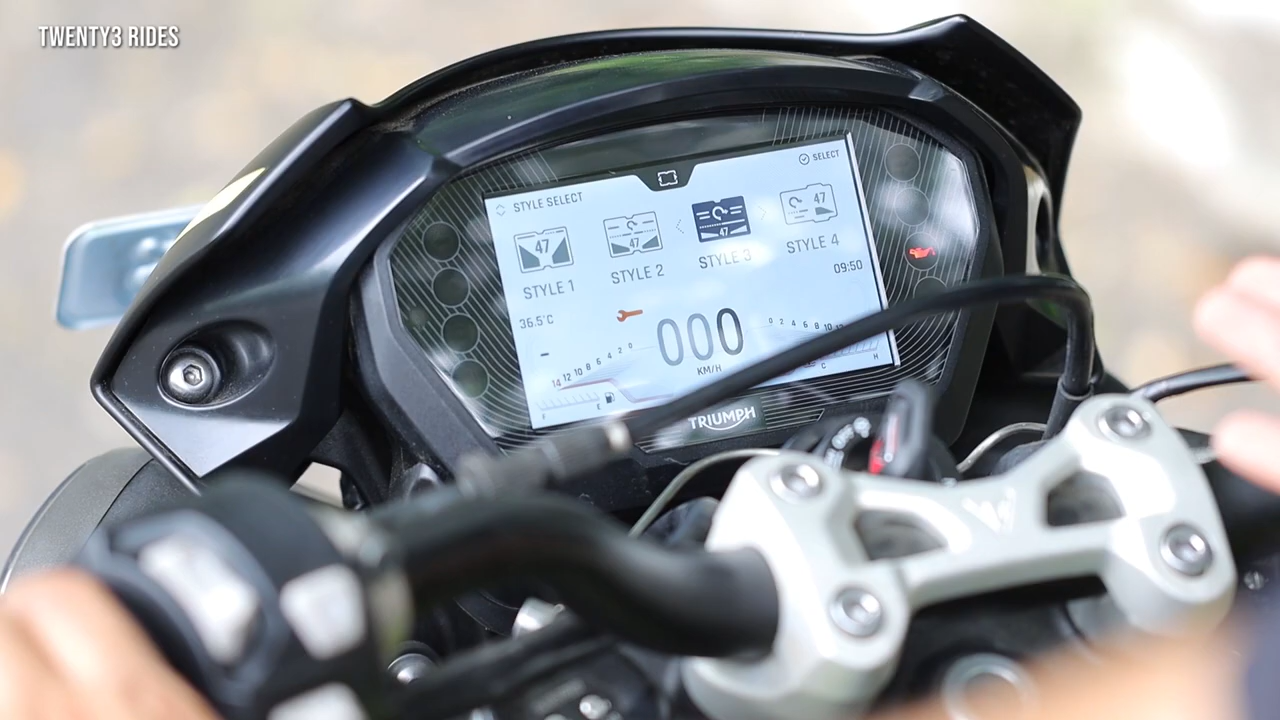 TWENTY3 RIDES
STYLE SELECT
SELECT
47
STYLE 1
47
STYLE 2
47
STYLE 3
47
STYLE 4
36.5°C
09:50
-
000
KM/H
14 12 10 8 6 4 2 0
0 2 4 6 8 10
F E
C H
TRIUMPH